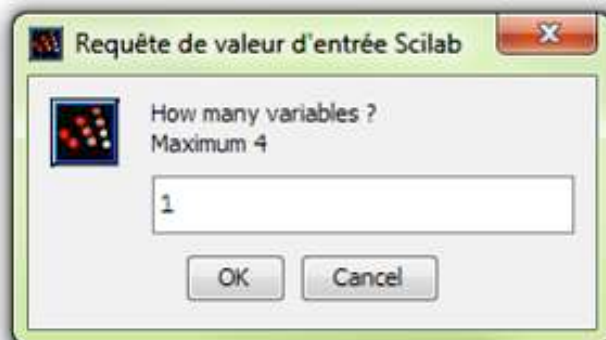 Requête de valeur d'entrée Scilab
How many variables ?
Maximum 4
1
OK Cancel